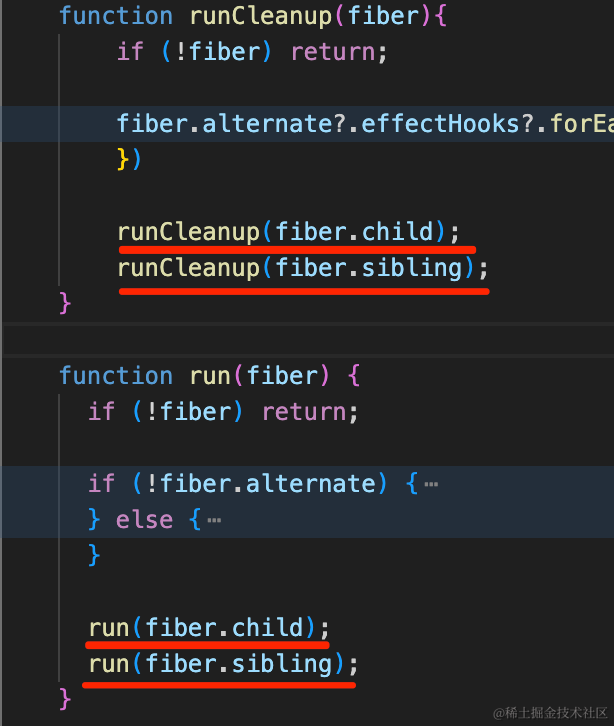 function runCleanup(fiber){
if (!fiber) return;
fiber.alternate?.effectHooks?.forEa
})
runCleanup(fiber.child);
runCleanup(fiber.sibling);
}
function run(fiber) {
if (!fiber) return;
if (!fiber.alternate) {…
} else {…
}
run(fiber.child);
run(fiber.sibling);
}
@稀土掘金技术社区